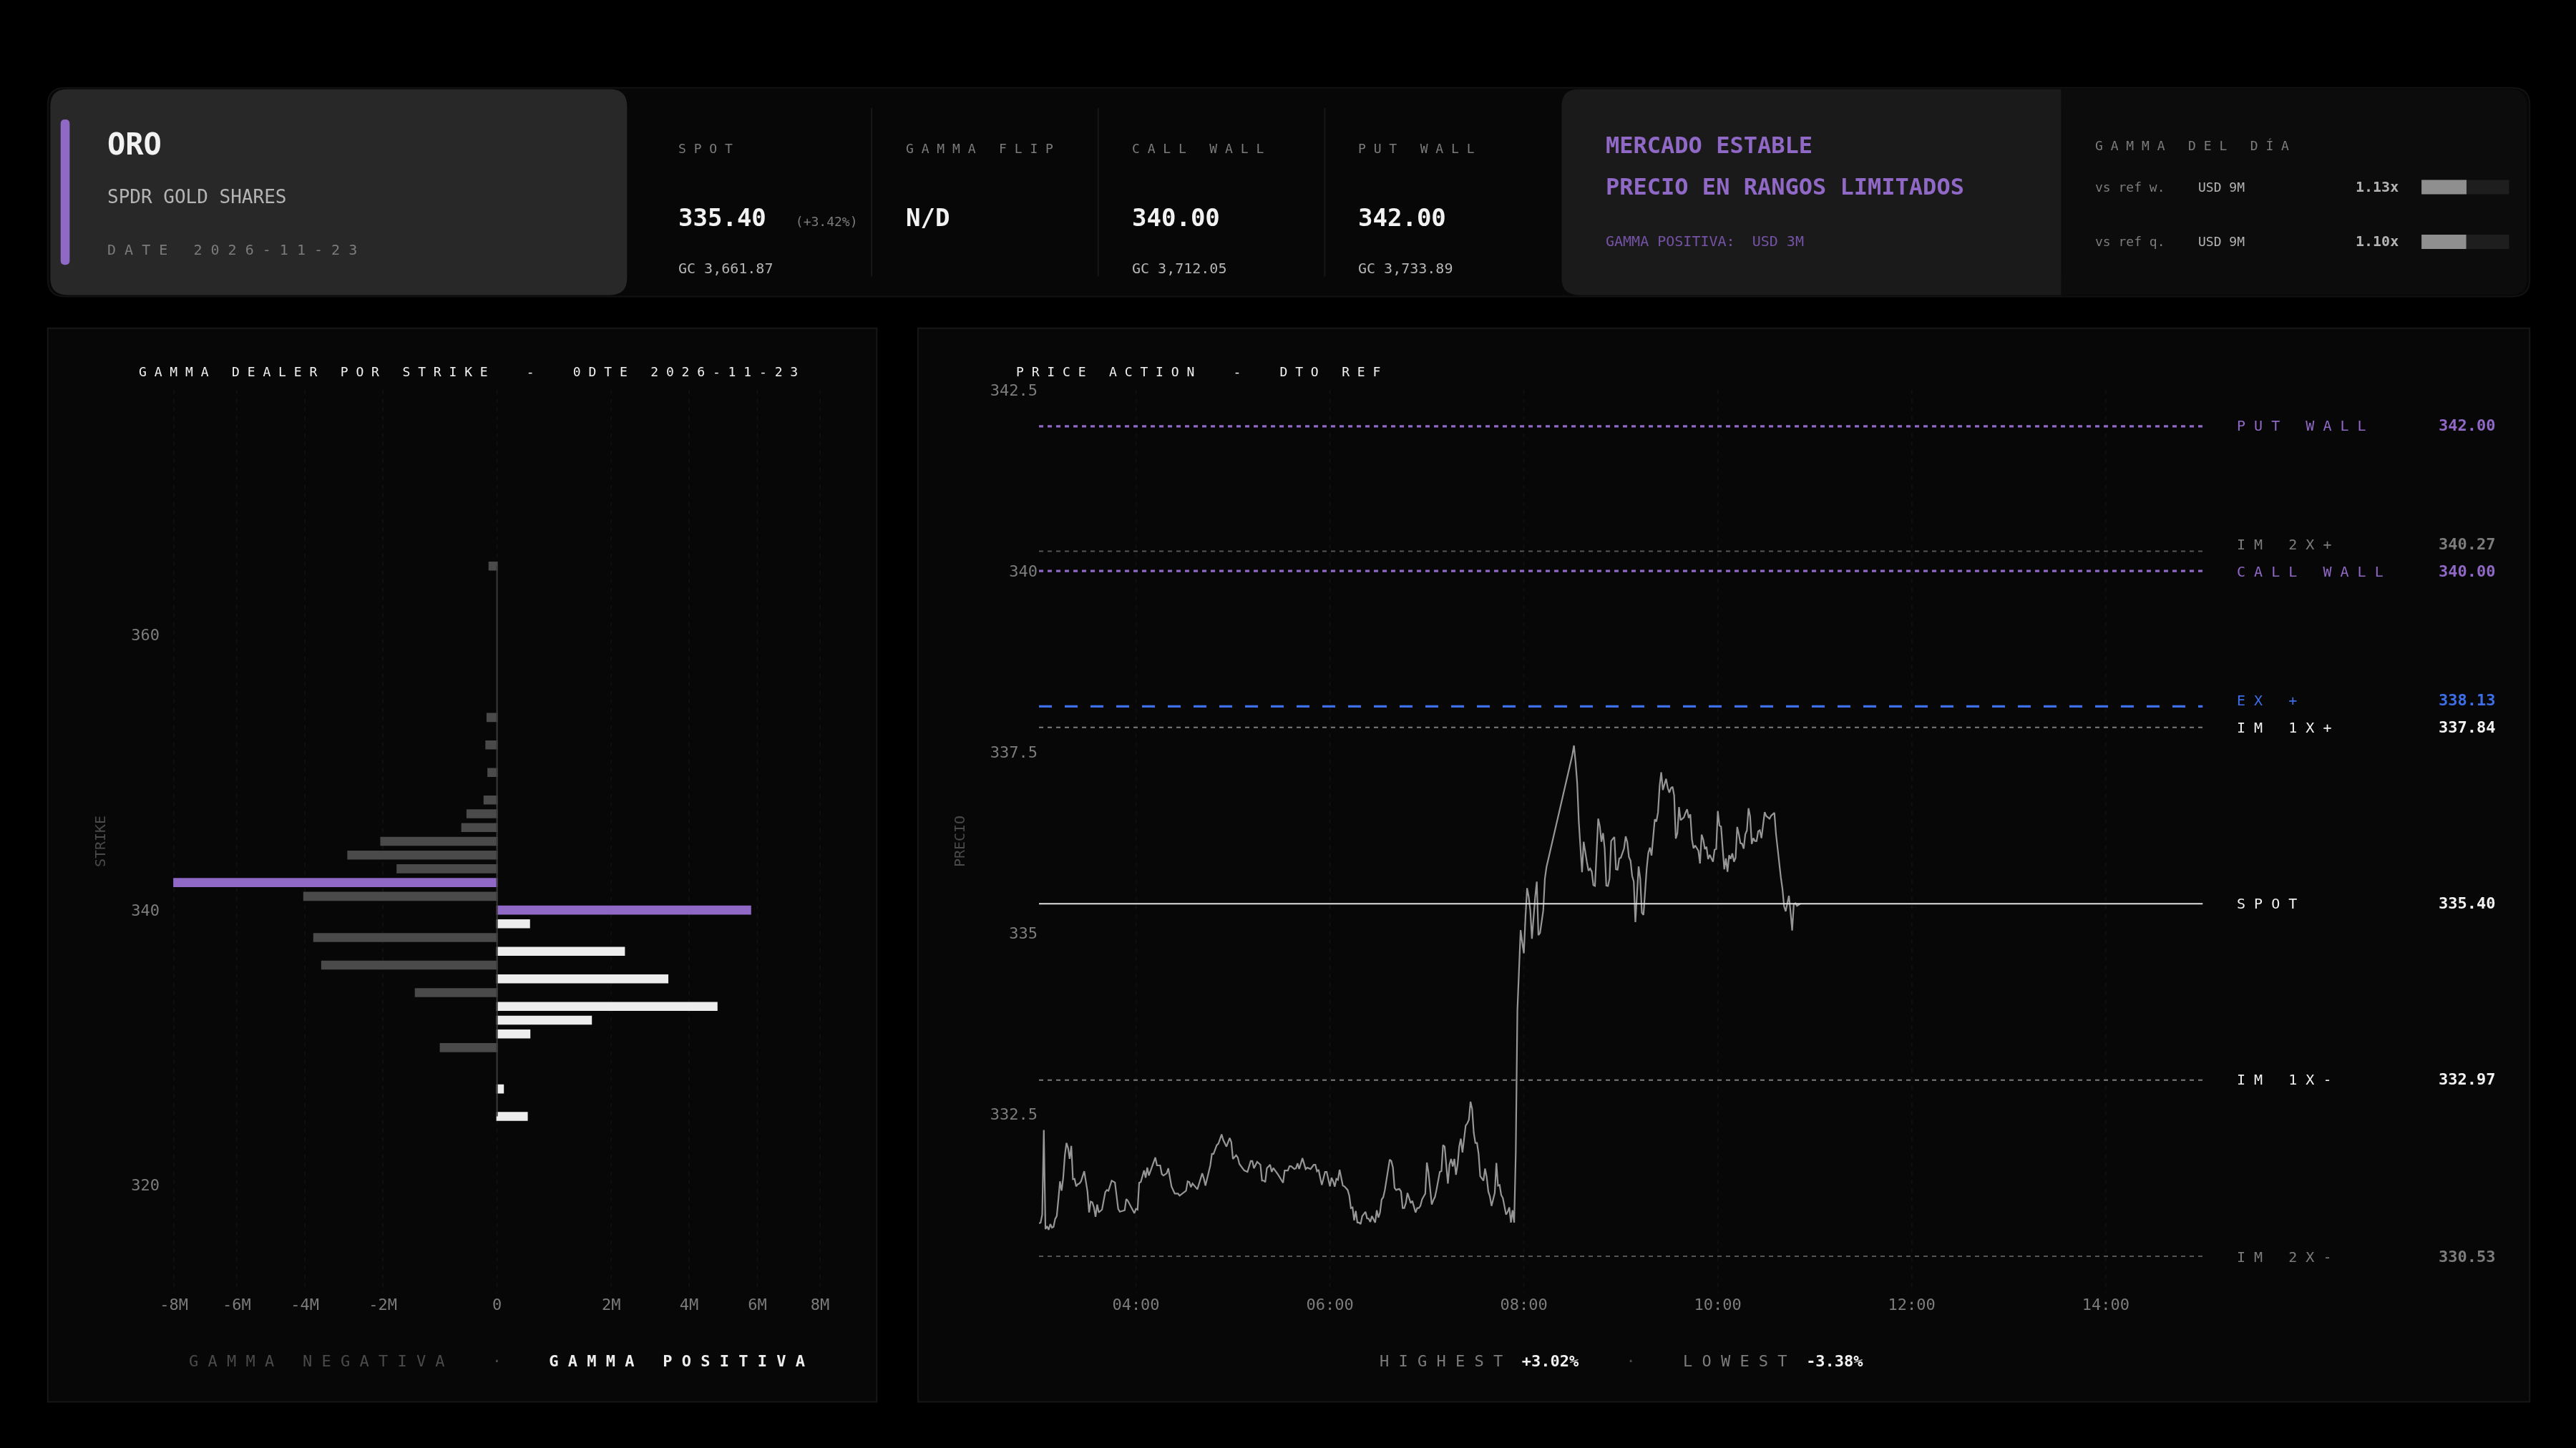 ORO
SPDR GOLD SHARES
DATE 2026-11-23
SPOT
335.40 (+3.42%)
GC 3,661.87
GAMMA FLIP
N/D
CALL WALL
340.00
GC 3,712.05
PUT WALL
342.00
GC 3,733.89
MERCADO ESTABLE
PRECIO EN RANGOS LIMITADOS
GAMMA POSITIVA: USD 3M
GAMMA DEL DÍA
vs ref w. USD 9M 1.13x
vs ref q. USD 9M 1.10x
GAMMA DEALER POR STRIKE - 0DTE 2026-11-23
STRIKE
360
340
320
-8M -6M -4M -2M 0 2M 4M 6M 8M
GAMMA NEGATIVA · GAMMA POSITIVA
PRICE ACTION - DTO REF
PRECIO
342.5
340
337.5
335
332.5
PUT WALL 342.00
IM 2X+ 340.27
CALL WALL 340.00
EX + 338.13
IM 1X+ 337.84
SPOT 335.40
IM 1X- 332.97
IM 2X- 330.53
04:00 06:00 08:00 10:00 12:00 14:00
HIGHEST +3.02% · LOWEST -3.38%